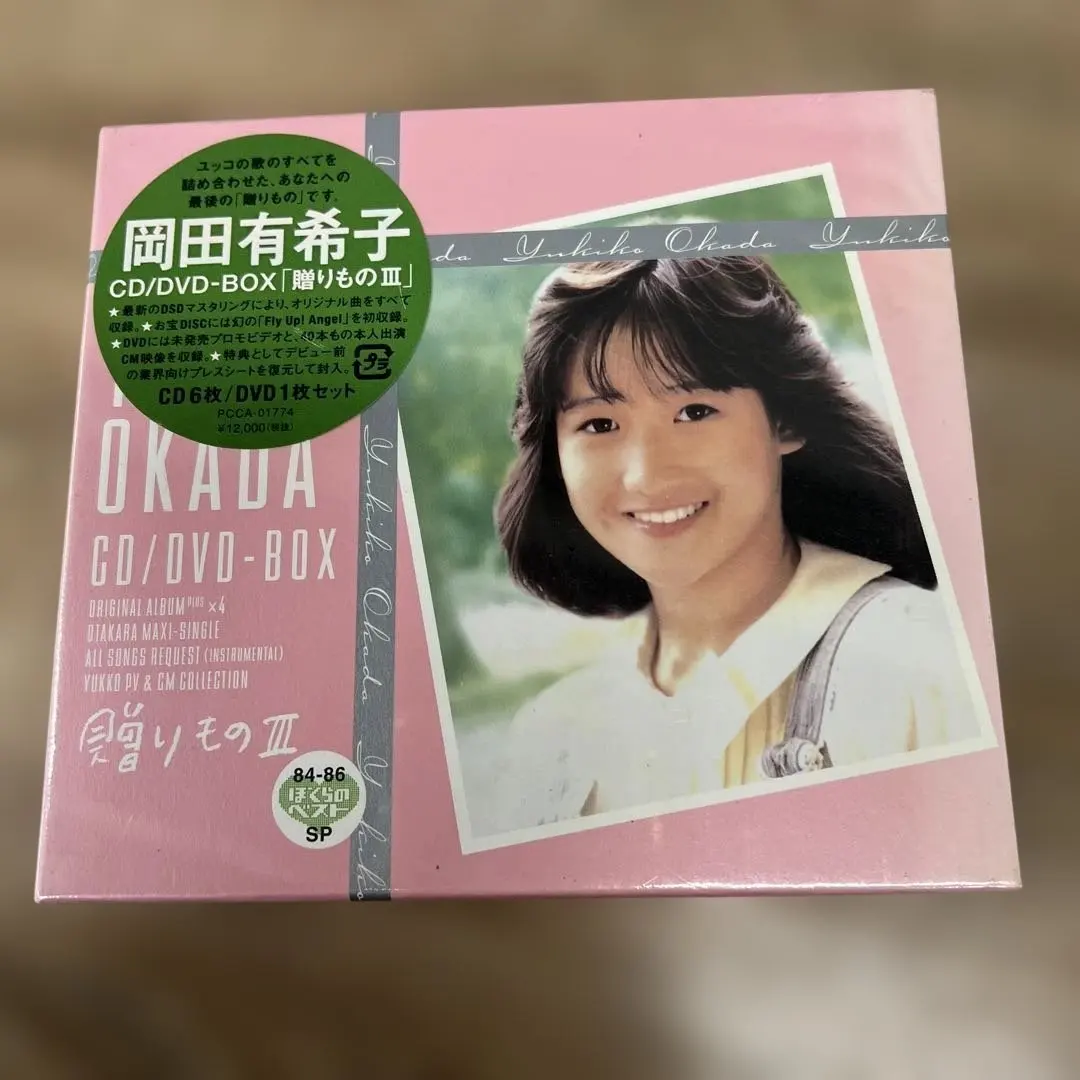 ユッコの歌のすべてを
詰め合わせた、あなたへの
最後の「贈りもの」です。
岡田有希子
CD/DVD-BOX「贈りものⅢ」
★最新のDSDマスタリングにより、オリジナル曲をすべて
収録。★お宝DISCには幻の「Fly Up! Angel」を初収録。
★DVDには未発売プロモビデオと、40本もの本人出演
CM映像を収録。★特典としてデビュー前
の業界向けプレスシートを復元して封入。
プラ
CD6枚/DVD1枚セット
PCCA-01774
¥12,000(税抜)
Yukiko Okada Yukiko
Yukiko Okada Yukiko
OKADA
CD/DVD-BOX
ORIGINAL ALBUM PLUS ×4
OTAKARA MAXI-SINGLE
ALL SONGS REQUEST (INSTRUMENTAL)
YUKKO PV & CM COLLECTION
贈りものⅢ
84-86
ぼくらの
ベスト
SP